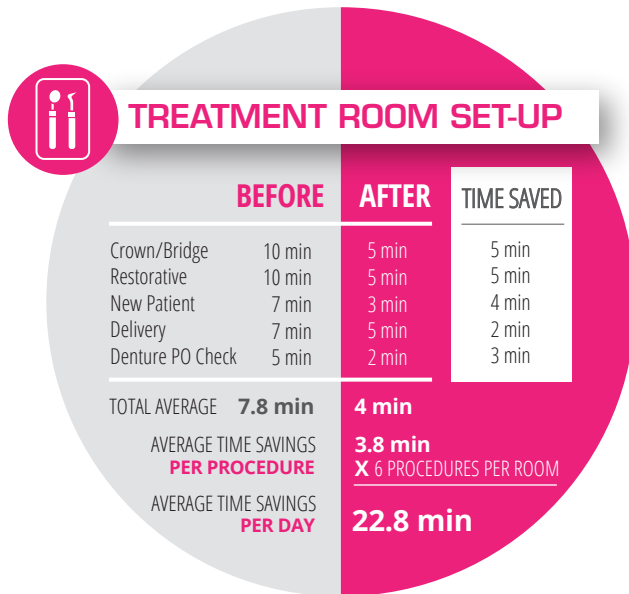 TREATMENT ROOM SET-UP
BEFORE AFTER TIME SAVED
Crown/Bridge 10 min 5 min 5 min
Restorative 10 min 5 min 5 min
New Patient 7 min 3 min 4 min
Delivery 7 min 5 min 2 min
Denture PO Check 5 min 2 min 3 min
TOTAL AVERAGE 7.8 min 4 min
AVERAGE TIME SAVINGS 3.8 min
PER PROCEDURE X 6 PROCEDURES PER ROOM
AVERAGE TIME SAVINGS
PER DAY 22.8 min